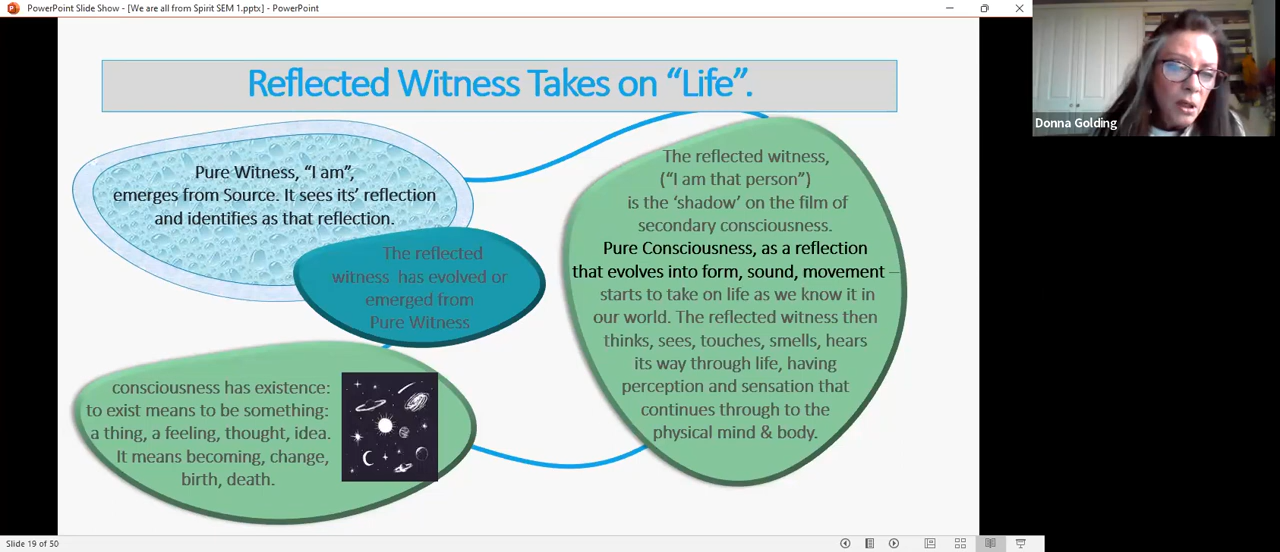 PowerPoint Slide Show - [We are all from Spirit SEM 1.pptx] - PowerPoint
Reflected Witness Takes on “Life”.
Pure Witness, “I am”,
emerges from Source. It sees its’ reflection
and identifies as that reflection.
The reflected
witness has evolved or
emerged from
Pure Witness
consciousness has existence:
to exist means to be something:
a thing, a feeling, thought, idea.
It means becoming, change,
birth, death.
The reflected witness,
(“I am that person”)
is the ‘shadow’ on the film of
secondary consciousness.
Pure Consciousness, as a reflection
that evolves into form, sound, movement –
starts to take on life as we know it in
our world. The reflected witness then
thinks, sees, touches, smells, hears
its way through life, having
perception and sensation that
continues through to the
physical mind & body.
Donna Golding
Slide 19 of 50